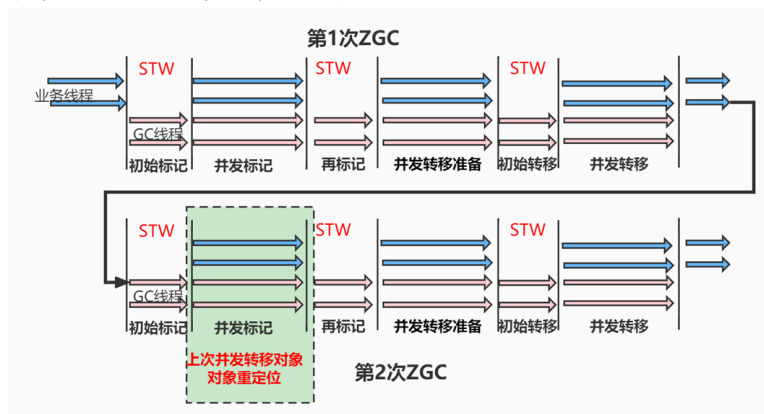 第1次ZGC
STW STW STW
业务线程
GC线程
初始标记 并发标记 再标记 并发转移准备 初始转移 并发转移
STW STW STW
GC线程
初始标记 并发标记 再标记 并发转移准备 初始转移 并发转移
上次并发转移对象
对象重定位
第2次ZGC